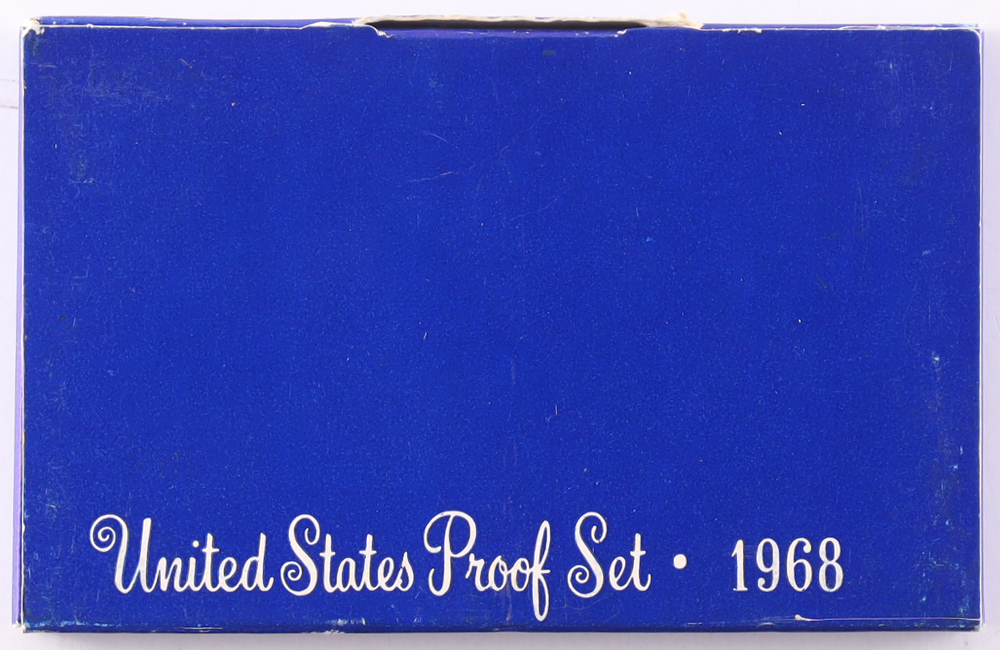 United States Proof Set • 1968